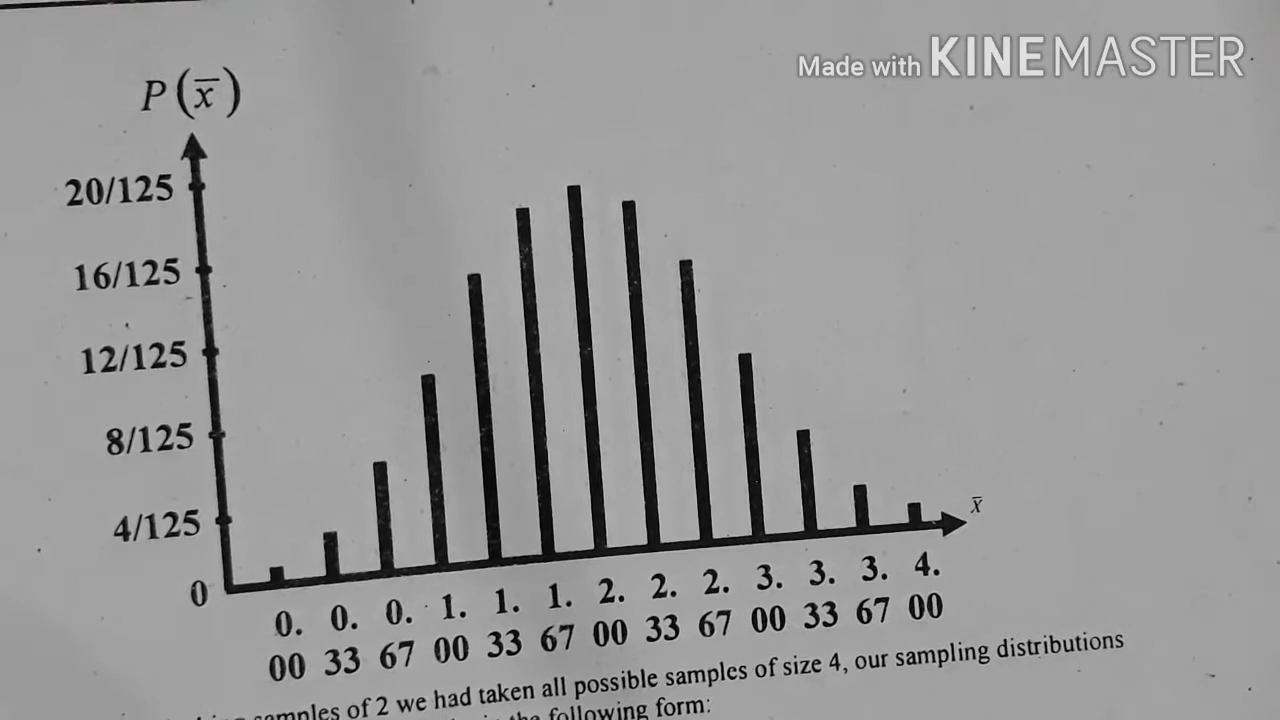 Made with KINEMASTER
P(x̅)
20/125
16/125
12/125
8/125
4/125
0
x̅
0. 0. 0. 1. 1. 1. 2. 2. 2. 3. 3. 3. 4.
00 33 67 00 33 67 00 33 67 00 33 67 00
samples of 2 we had taken all possible samples of size 4, our sampling distributions
the following form: